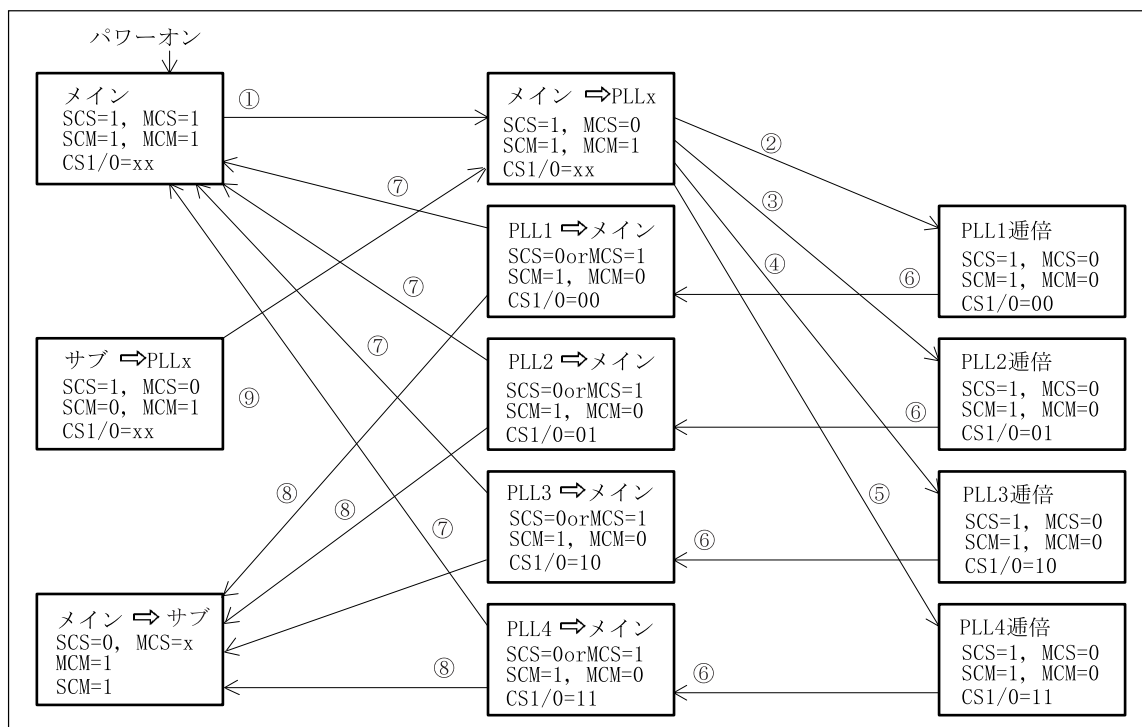 パワーオン
メイン
SCS=1, MCS=1
SCM=1, MCM=1
CS1/0=xx
①
メイン ⇨PLLx
SCS=1, MCS=0
SCM=1, MCM=1
CS1/0=xx
②
③
④
⑤
⑦
PLL1 ⇨メイン
SCS=0orMCS=1
SCM=1, MCM=0
CS1/0=00
⑥
PLL1逓倍
SCS=1, MCS=0
SCM=1, MCM=0
CS1/0=00
サブ ⇨PLLx
SCS=1, MCS=0
SCM=0, MCM=1
CS1/0=xx
⑨
⑦
⑦
PLL2 ⇨メイン
SCS=0orMCS=1
SCM=1, MCM=0
CS1/0=01
⑥
PLL2逓倍
SCS=1, MCS=0
SCM=1, MCM=0
CS1/0=01
⑧
⑧
⑦
PLL3 ⇨メイン
SCS=0orMCS=1
SCM=1, MCM=0
CS1/0=10
⑥
PLL3逓倍
SCS=1, MCS=0
SCM=1, MCM=0
CS1/0=10
メイン ⇨ サブ
SCS=0, MCS=x
MCM=1
SCM=1
⑧
PLL4 ⇨メイン
SCS=0orMCS=1
SCM=1, MCM=0
CS1/0=11
⑥
PLL4逓倍
SCS=1, MCS=0
SCM=1, MCM=0
CS1/0=11